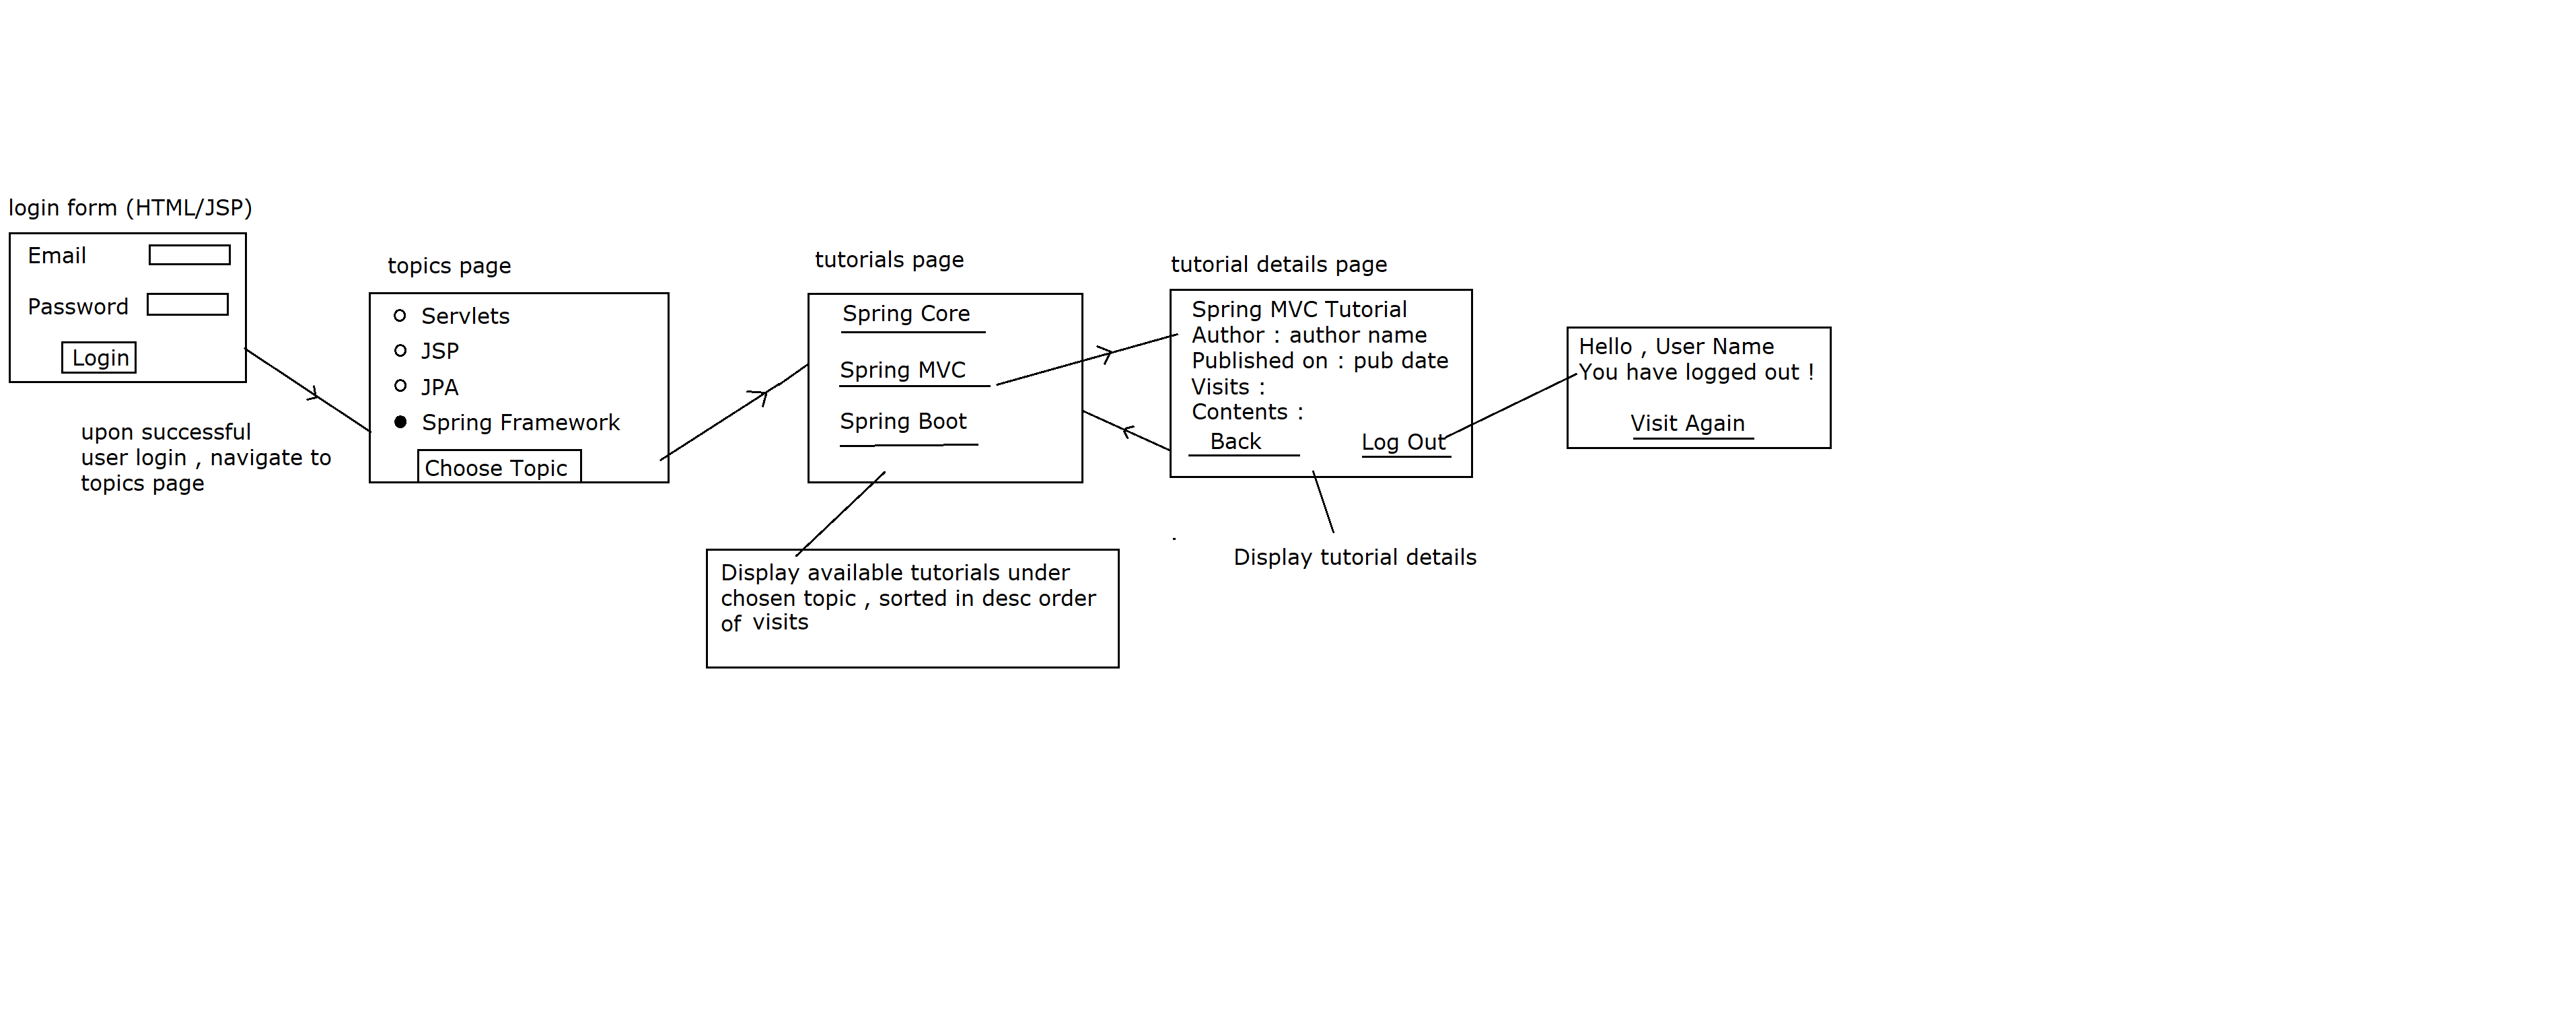 login form (HTML/JSP)
Email
Password
Login
upon successful
user login , navigate to
topics page
topics page
Servlets
JSP
JPA
Spring Framework
Choose Topic
tutorials page
Spring Core
Spring MVC
Spring Boot
Display available tutorials under
chosen topic , sorted in desc order
of visits
tutorial details page
Spring MVC Tutorial
Author : author name
Published on : pub date
Visits :
Contents :
Back
Log Out
Display tutorial details
Hello , User Name
You have logged out !
Visit Again